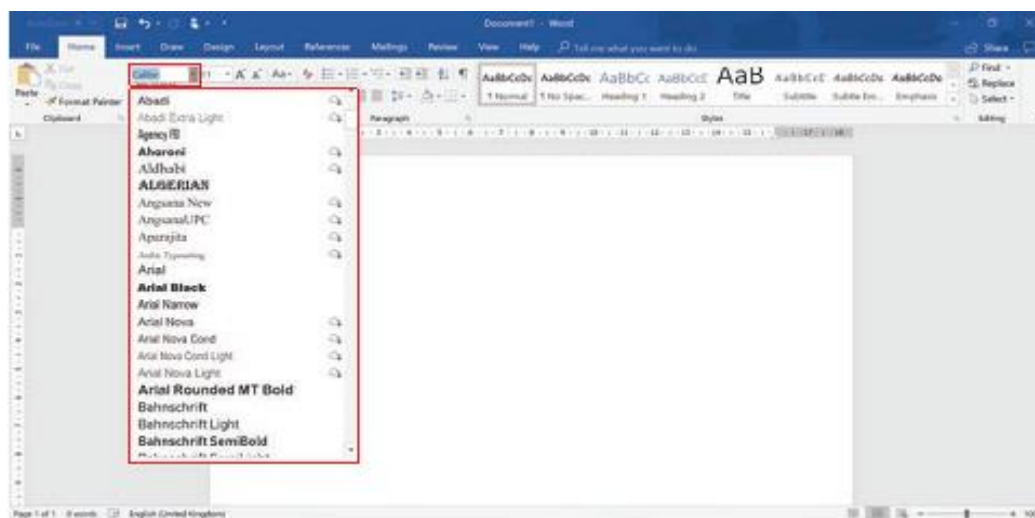 Document1 - Word
File Home Insert Draw Design Layout References Mailings Review View Help Tell me what you want to do Share
Calibri 11 Aa
Paste Format Painter
AaBbCcDc AaBbCcDc AaBbCc AaBbCcE AaB AaBbCcE AaBbCcDc AaBbCcDc
¶ Normal ¶ No Spac... Heading 1 Heading 2 Title Subtitle Subtle Em... Emphasis
Find
Replace
Select
Clipboard Paragraph Styles Editing
Abadi
Abadi Extra Light
Agency FB
Aharoni
Aldhabi
ALGERIAN
Angsana New
AngsanaUPC
Aparajita
Arabic Typesetting
Arial
Arial Black
Arial Narrow
Arial Nova
Arial Nova Cond
Arial Nova Cond Light
Arial Nova Light
Arial Rounded MT Bold
Bahnschrift
Bahnschrift Light
Bahnschrift SemiBold
Page 1 of 1 0 words English (United Kingdom)